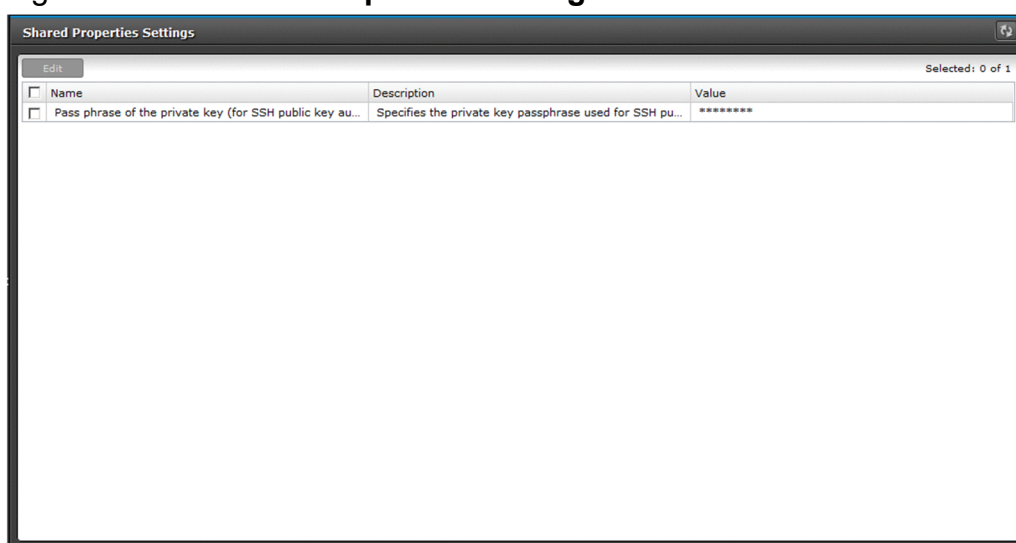 Shared Properties Settings
Edit
Selected: 0 of 1
Name Description Value
Pass phrase of the private key (for SSH public key au... Specifies the private key passphrase used for SSH pu... ********